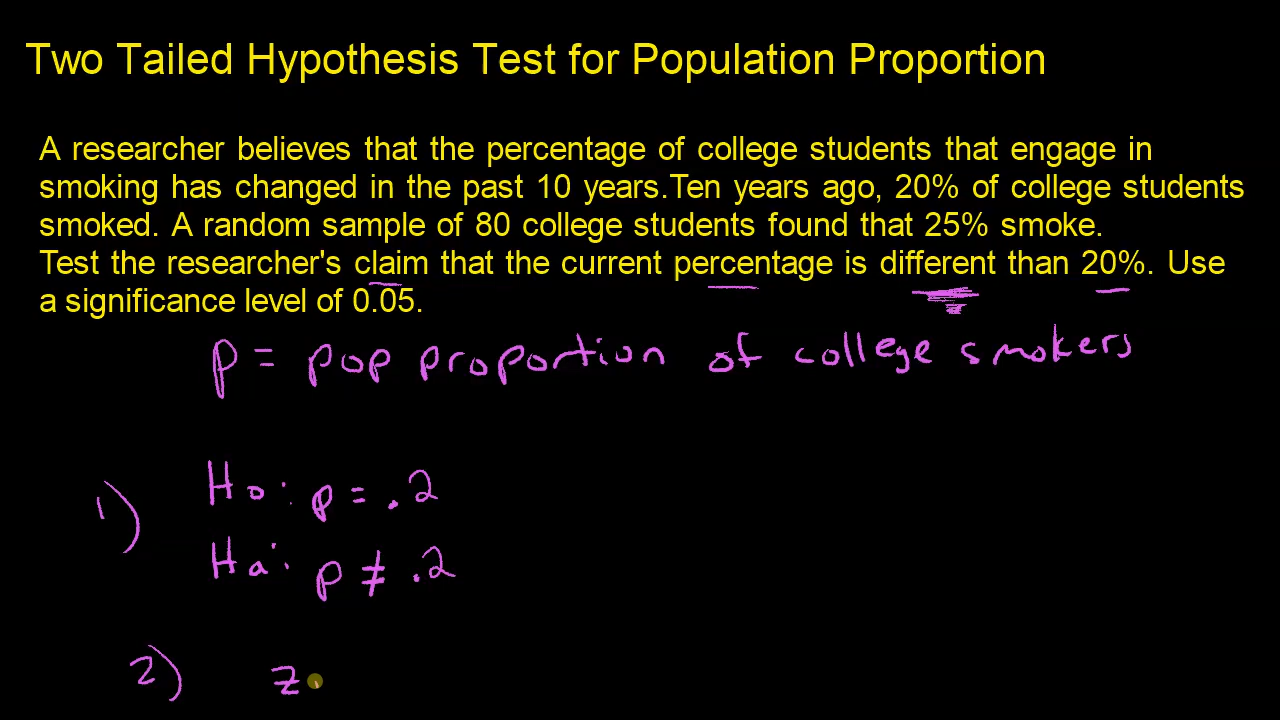 Two Tailed Hypothesis Test for Population Proportion
A researcher believes that the percentage of college students that engage in
smoking has changed in the past 10 years.Ten years ago, 20% of college students
smoked. A random sample of 80 college students found that 25% smoke.
Test the researcher's claim that the current percentage is different than 20%. Use
a significance level of 0.05.
p = pop proportion of college smokers
1) Ho: p = .2
Ha: p ≠ .2
2) z